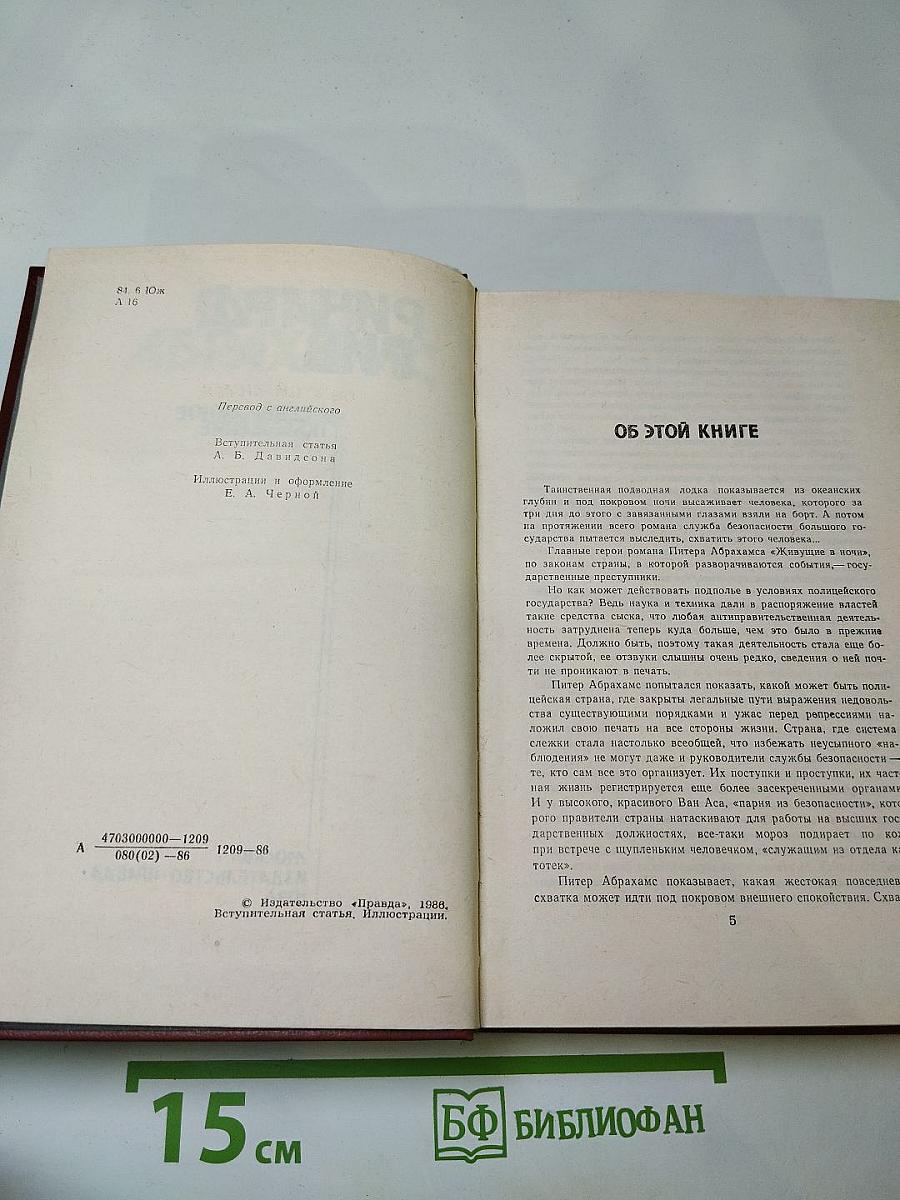 84. 6 Юж
А 16
Перевод с английского
Вступительная статья
А. Б. Давидсона
Иллюстрации и оформление
Е. А. Черной
А 4703000000—1209
080(02) —86 1209—86
© Издательство «Правда», 1986.
Вступительная статья. Иллюстрации.
ОБ ЭТОЙ КНИГЕ
Таинственная подводная лодка показывается из океанских
глубин и под покровом ночи высаживает человека, которого за
три дня до этого с завязанными глазами взяли на борт. А потом
на протяжении всего романа служба безопасности большого го-
сударства пытается выследить, схватить этого человека...
Главные герои романа Питера Абрахамса «Живущие в ночи»,
по законам страны, в которой разворачиваются события,— госу-
дарственные преступники.
Но как может действовать подполье в условиях полицейского
государства? Ведь наука и техника дали в распоряжение властей
такие средства сыска, что любая антиправительственная деятель-
ность затруднена теперь куда больше, чем это было в прежние
времена. Должно быть, поэтому такая деятельность стала еще бо-
лее скрытой, ее отзвуки слышны очень редко, сведения о ней поч-
ти не проникают в печать.
Питер Абрахамс попытался показать, какой может быть поли-
цейская страна, где закрыты легальные пути выражения недоволь-
ства существующими порядками и ужас перед репрессиями на-
ложил свою печать на все стороны жизни. Страна, где система
слежки стала настолько всеобщей, что избежать неусыпного «на-
блюдения» не могут даже и руководители службы безопасности —
те, кто сам все это организует. Их поступки и проступки, их част
ная жизнь регистрируется еще более засекреченными органами
И у высокого, красивого Ван Аса, «парня из безопасности», кото
рого правители страны натаскивают для работы на высших гос
дарственных должностях, все-таки мороз подирает по кож
при встрече с щупленьким человечком, «служащим из отдела ка
тотек».
Питер Абрахамс показывает, какая жестокая повседнев
схватка может идти под покровом внешнего спокойствия. Схва
5
15 см
БФ БИБЛИОФАН